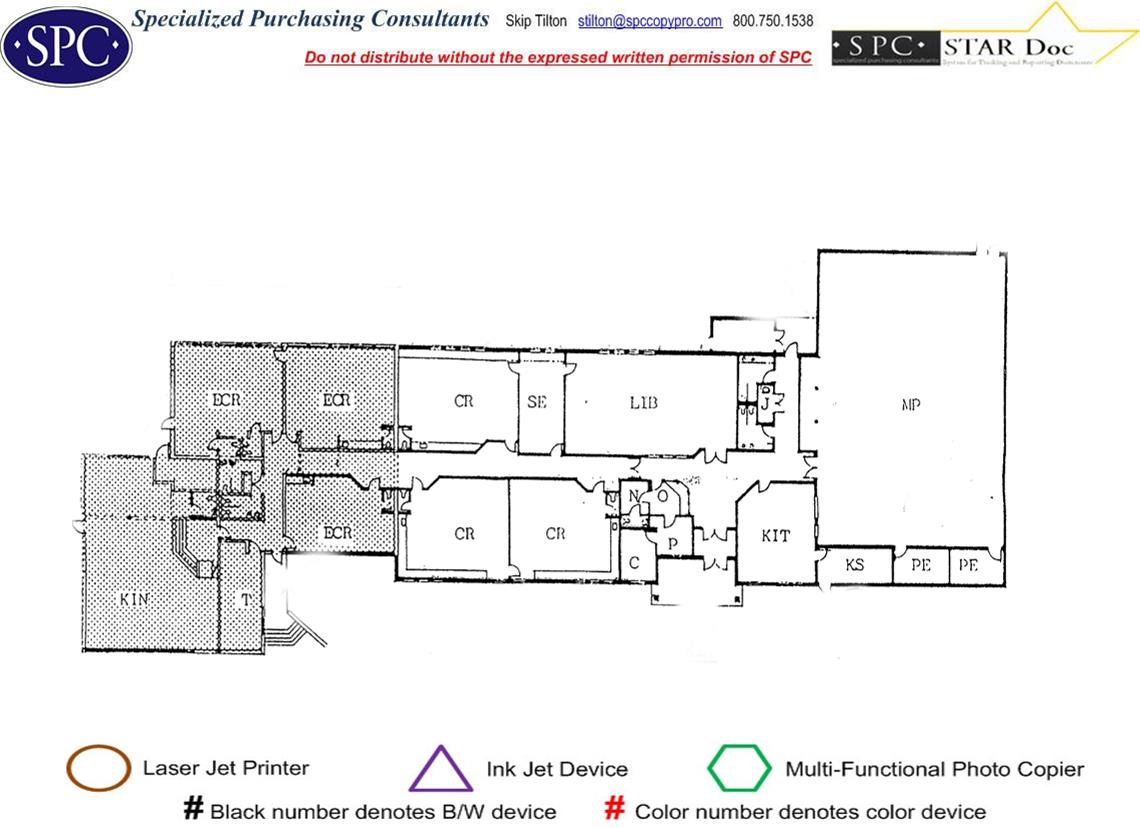 SPC
Specialized Purchasing Consultants Skip Tilton stilton@spccopypro.com 800.750.1538
Do not distribute without the expressed written permission of SPC
SPC STAR Doc
specialized purchasing consultants System for Tracking and Reporting Documents
ECR ECR CR SE LIB J MP
N O
ECR CR CR P KIT
C KS PE PE
KIN T.
Laser Jet Printer Ink Jet Device Multi-Functional Photo Copier
# Black number denotes B/W device # Color number denotes color device